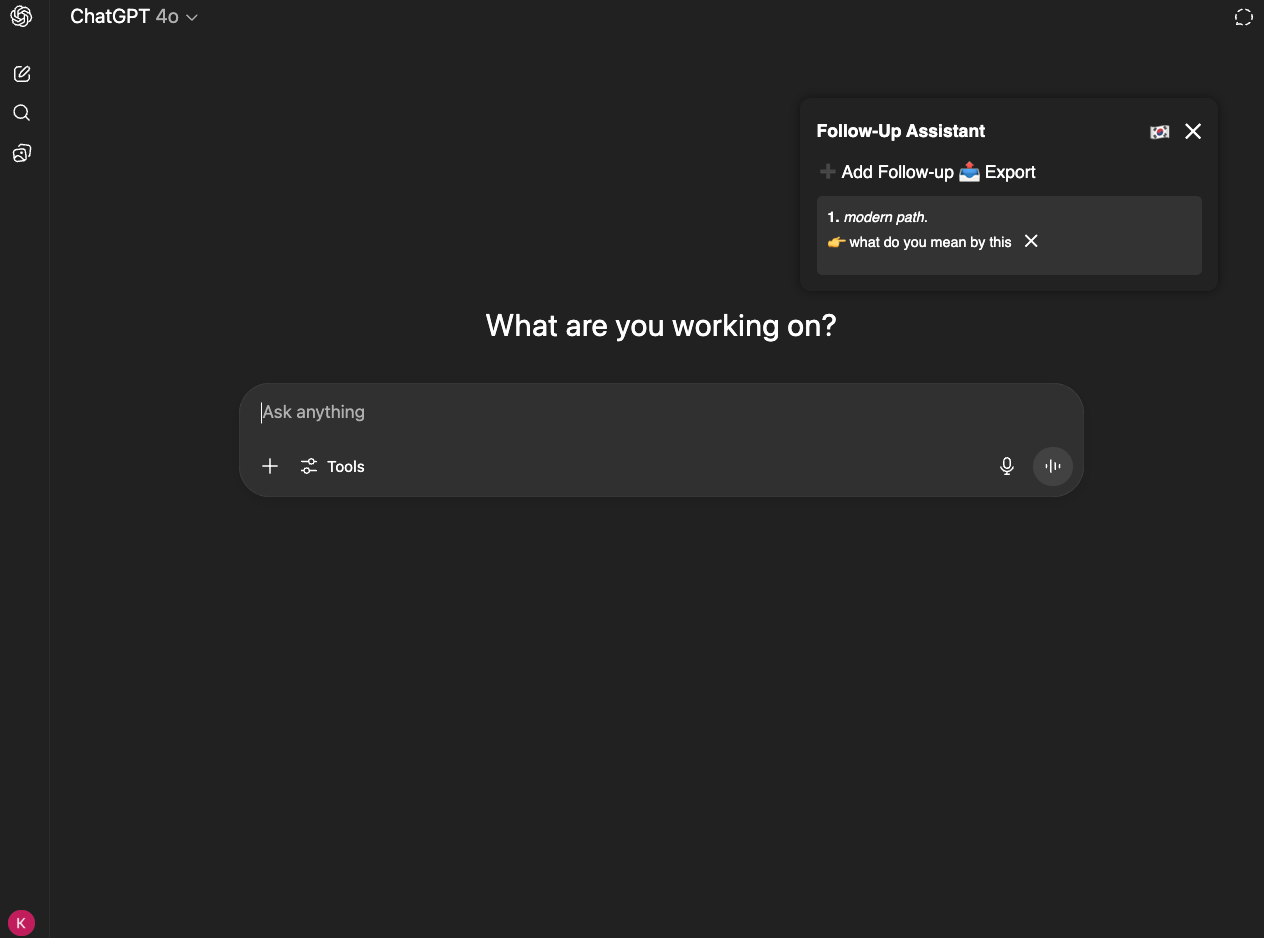 ChatGPT 4o
Follow-Up Assistant
➕ Add Follow-up 📤 Export
1. modern path.
👉 what do you mean by this
What are you working on?
Ask anything
Tools
K